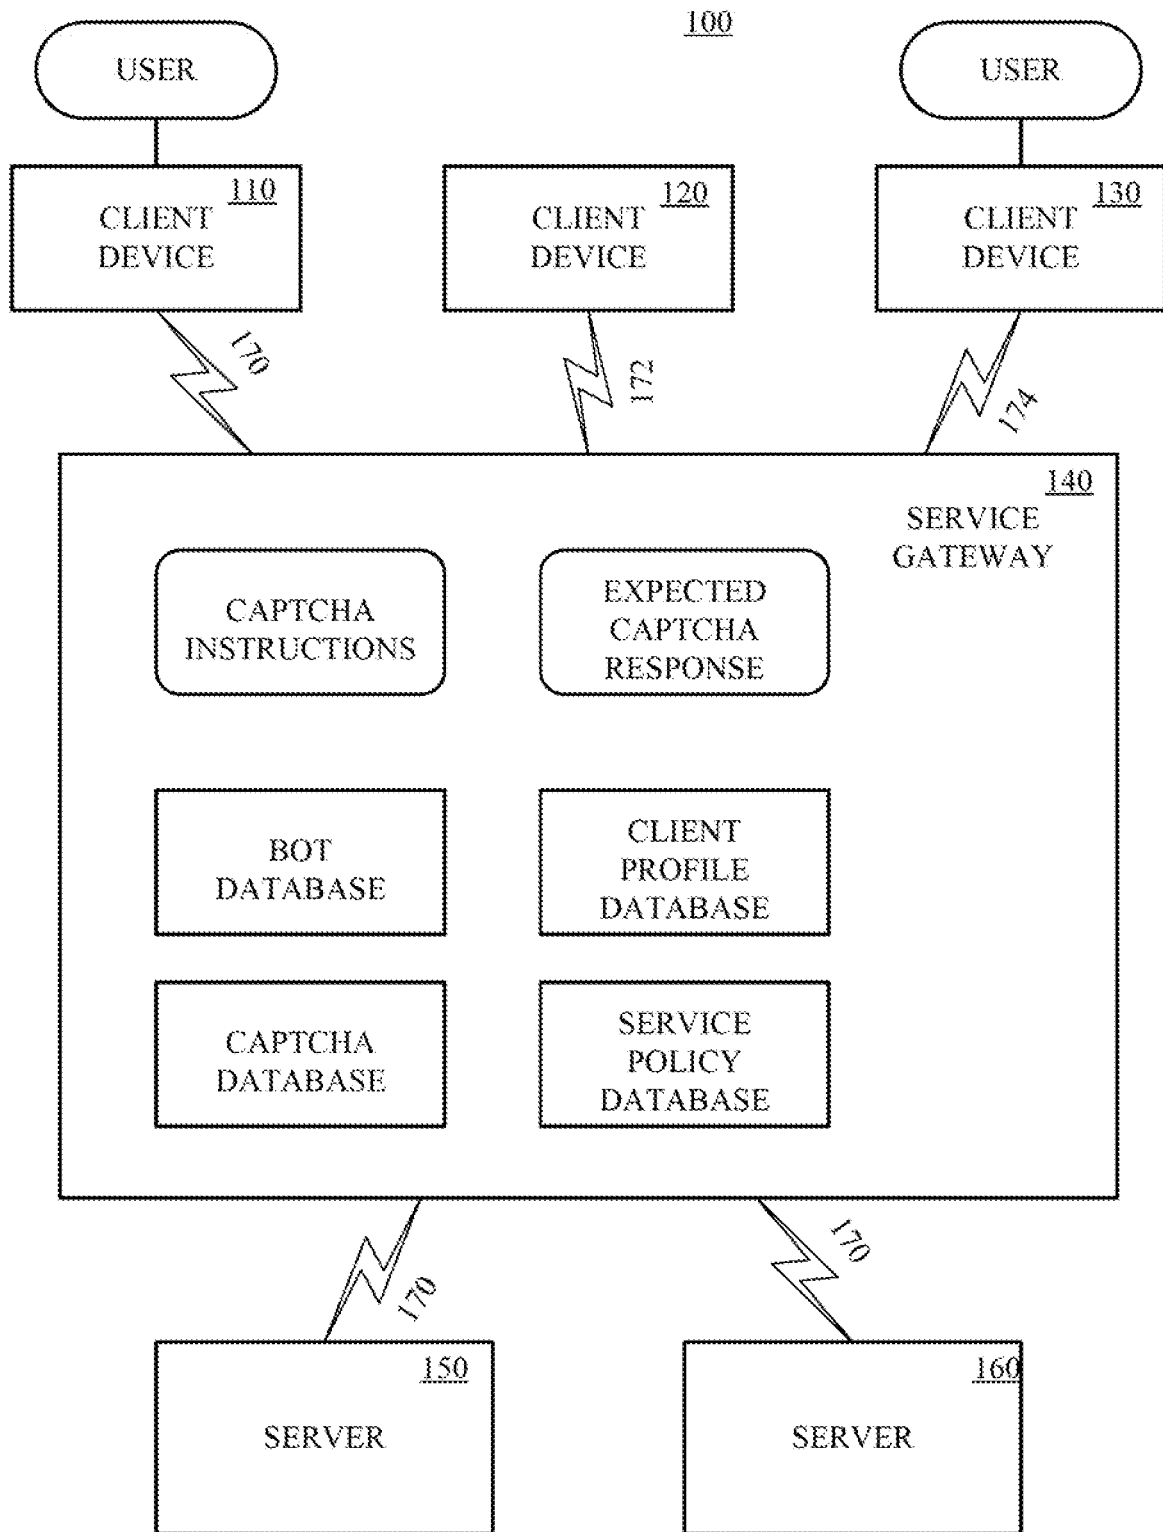 100
USER
USER
110
CLIENT
DEVICE
120
CLIENT
DEVICE
130
CLIENT
DEVICE
170
172
174
140
SERVICE
GATEWAY
CAPTCHA
INSTRUCTIONS
EXPECTED
CAPTCHA
RESPONSE
BOT
DATABASE
CLIENT
PROFILE
DATABASE
CAPTCHA
DATABASE
SERVICE
POLICY
DATABASE
170
170
150
SERVER
160
SERVER